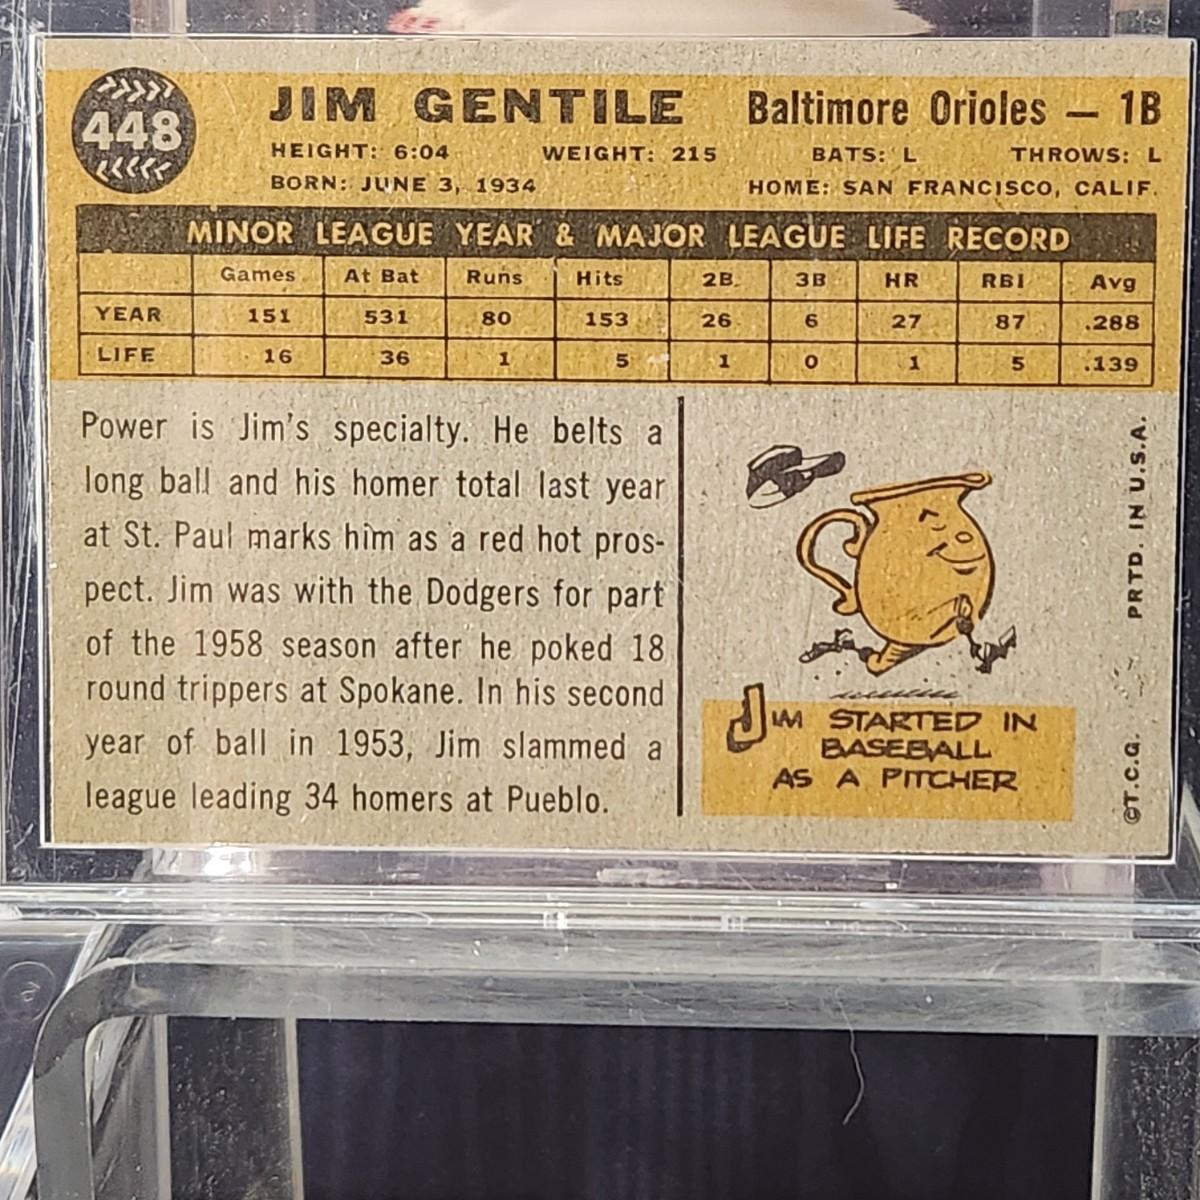 448
JIM GENTILE Baltimore Orioles — 1B
HEIGHT: 6:04 WEIGHT: 215 BATS: L THROWS: L
BORN: JUNE 3, 1934 HOME: SAN FRANCISCO, CALIF.
MINOR LEAGUE YEAR & MAJOR LEAGUE LIFE RECORD
Games At Bat Runs Hits 2B. 3B HR RBI Avg
YEAR 151 531 80 153 26 6 27 87 .288
LIFE 16 36 1 5 1 0 1 5 .139
Power is Jim's specialty. He belts a
long ball and his homer total last year
at St. Paul marks him as a red hot pros-
pect. Jim was with the Dodgers for part
of the 1958 season after he poked 18
round trippers at Spokane. In his second
year of ball in 1953, Jim slammed a
league leading 34 homers at Pueblo.
JIM STARTED IN
BASEBALL
AS A PITCHER
©T.C.G. PRTD. IN U.S.A.